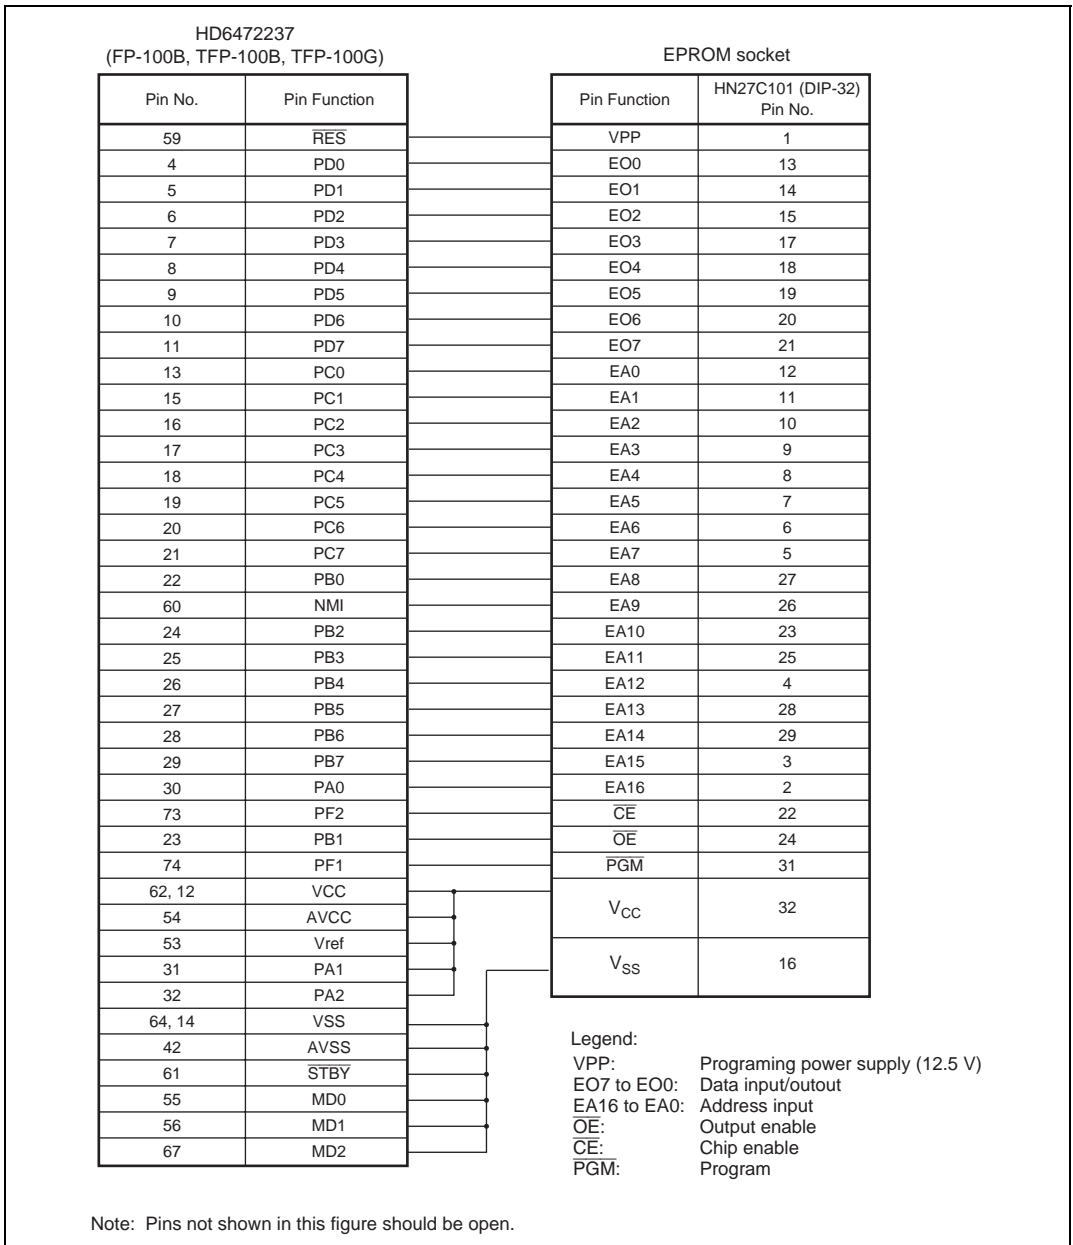 HD6472237
(FP-100B, TFP-100B, TFP-100G)
EPROM socket
Pin No. Pin Function Pin Function HN27C101 (DIP-32) Pin No.
59 R̅E̅S̅ VPP 1
4 PD0 EO0 13
5 PD1 EO1 14
6 PD2 EO2 15
7 PD3 EO3 17
8 PD4 EO4 18
9 PD5 EO5 19
10 PD6 EO6 20
11 PD7 EO7 21
13 PC0 EA0 12
15 PC1 EA1 11
16 PC2 EA2 10
17 PC3 EA3 9
18 PC4 EA4 8
19 PC5 EA5 7
20 PC6 EA6 6
21 PC7 EA7 5
22 PB0 EA8 27
60 NMI EA9 26
24 PB2 EA10 23
25 PB3 EA11 25
26 PB4 EA12 4
27 PB5 EA13 28
28 PB6 EA14 29
29 PB7 EA15 3
30 PA0 EA16 2
73 PF2 C̅E̅ 22
23 PB1 O̅E̅ 24
74 PF1 P̅G̅M̅ 31
62, 12 VCC
54 AVCC VCC 32
53 Vref
31 PA1 VSS 16
32 PA2
64, 14 VSS
42 AVSS
61 S̅T̅B̅Y̅
55 MD0
56 MD1
67 MD2
Legend:
VPP: Programing power supply (12.5 V)
EO7 to EO0: Data input/outout
EA16 to EA0: Address input
O̅E̅: Output enable
C̅E̅: Chip enable
P̅G̅M̅: Program
Note: Pins not shown in this figure should be open.